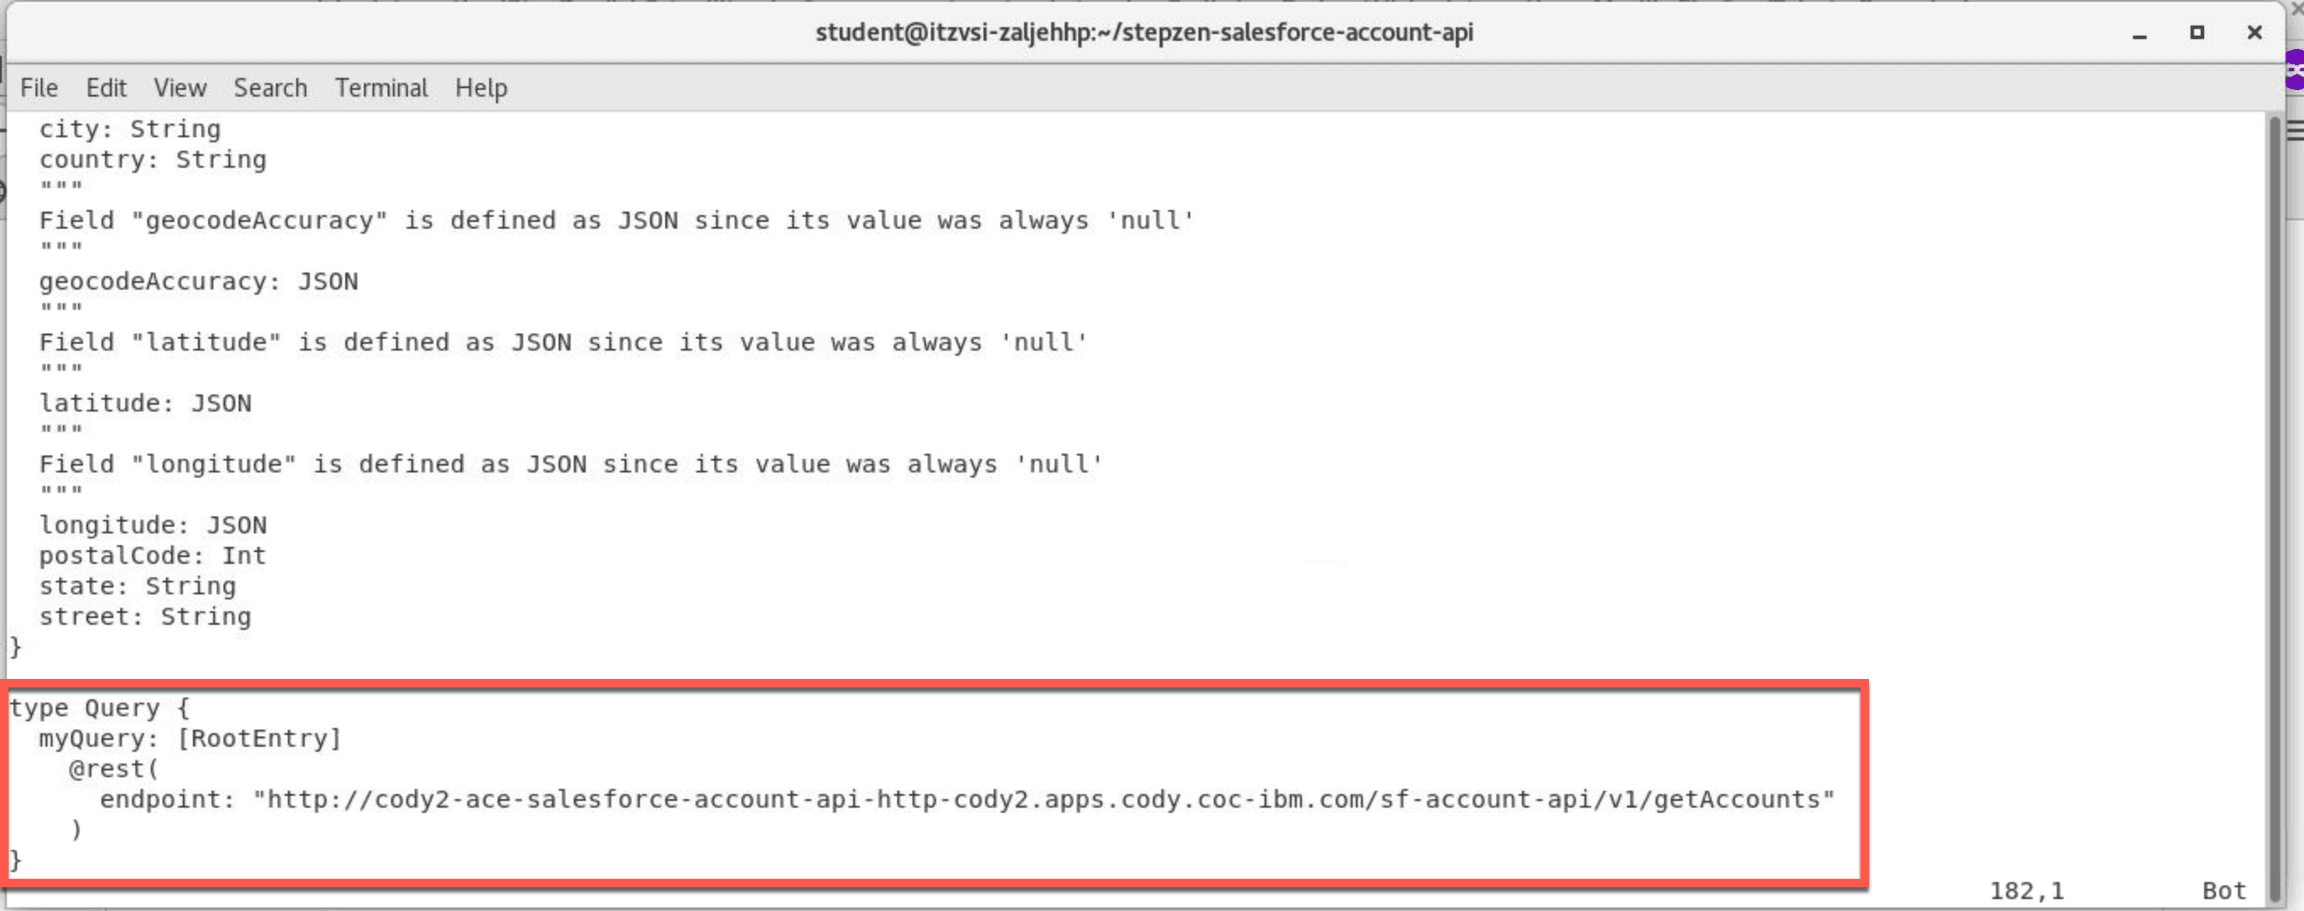 student@itzvsi-zaljehhp:~/stepzen-salesforce-account-api
File Edit View Search Terminal Help
city: String
country: String
"""
Field "geocodeAccuracy" is defined as JSON since its value was always 'null'
"""
geocodeAccuracy: JSON
"""
Field "latitude" is defined as JSON since its value was always 'null'
"""
latitude: JSON
"""
Field "longitude" is defined as JSON since its value was always 'null'
"""
longitude: JSON
postalCode: Int
state: String
street: String
}
type Query {
myQuery: [RootEntry]
@rest(
endpoint: "http://cody2-ace-salesforce-account-api-http-cody2.apps.cody.coc-ibm.com/sf-account-api/v1/getAccounts"
)
}
182,1 Bot